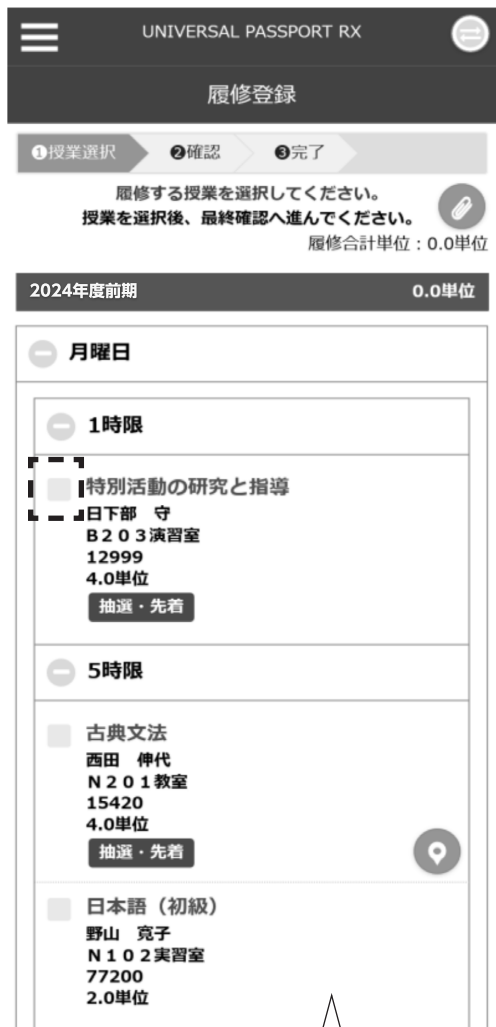 UNIVERSAL PASSPORT RX
履修登録
❶授業選択 ❷確認 ❸完了
履修する授業を選択してください。
授業を選択後、最終確認へ進んでください。
履修合計単位：0.0単位
2024年度前期 0.0単位
月曜日
1時限
特別活動の研究と指導
日下部　守
B２０３演習室
12999
4.0単位
抽選・先着
5時限
古典文法
西田　伸代
N２０１教室
15420
4.0単位
抽選・先着
日本語（初級）
野山　寛子
N１０２実習室
77200
2.0単位